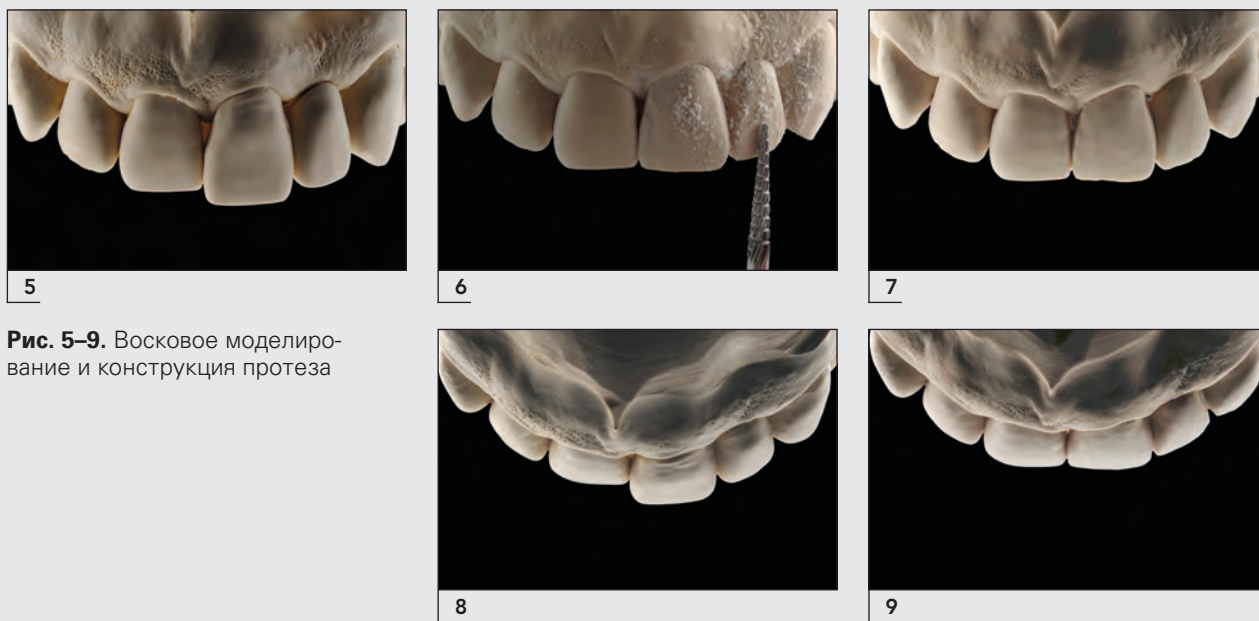 5
6
7
Рис. 5–9. Восковое моделиро-
вание и конструкция протеза
8
9